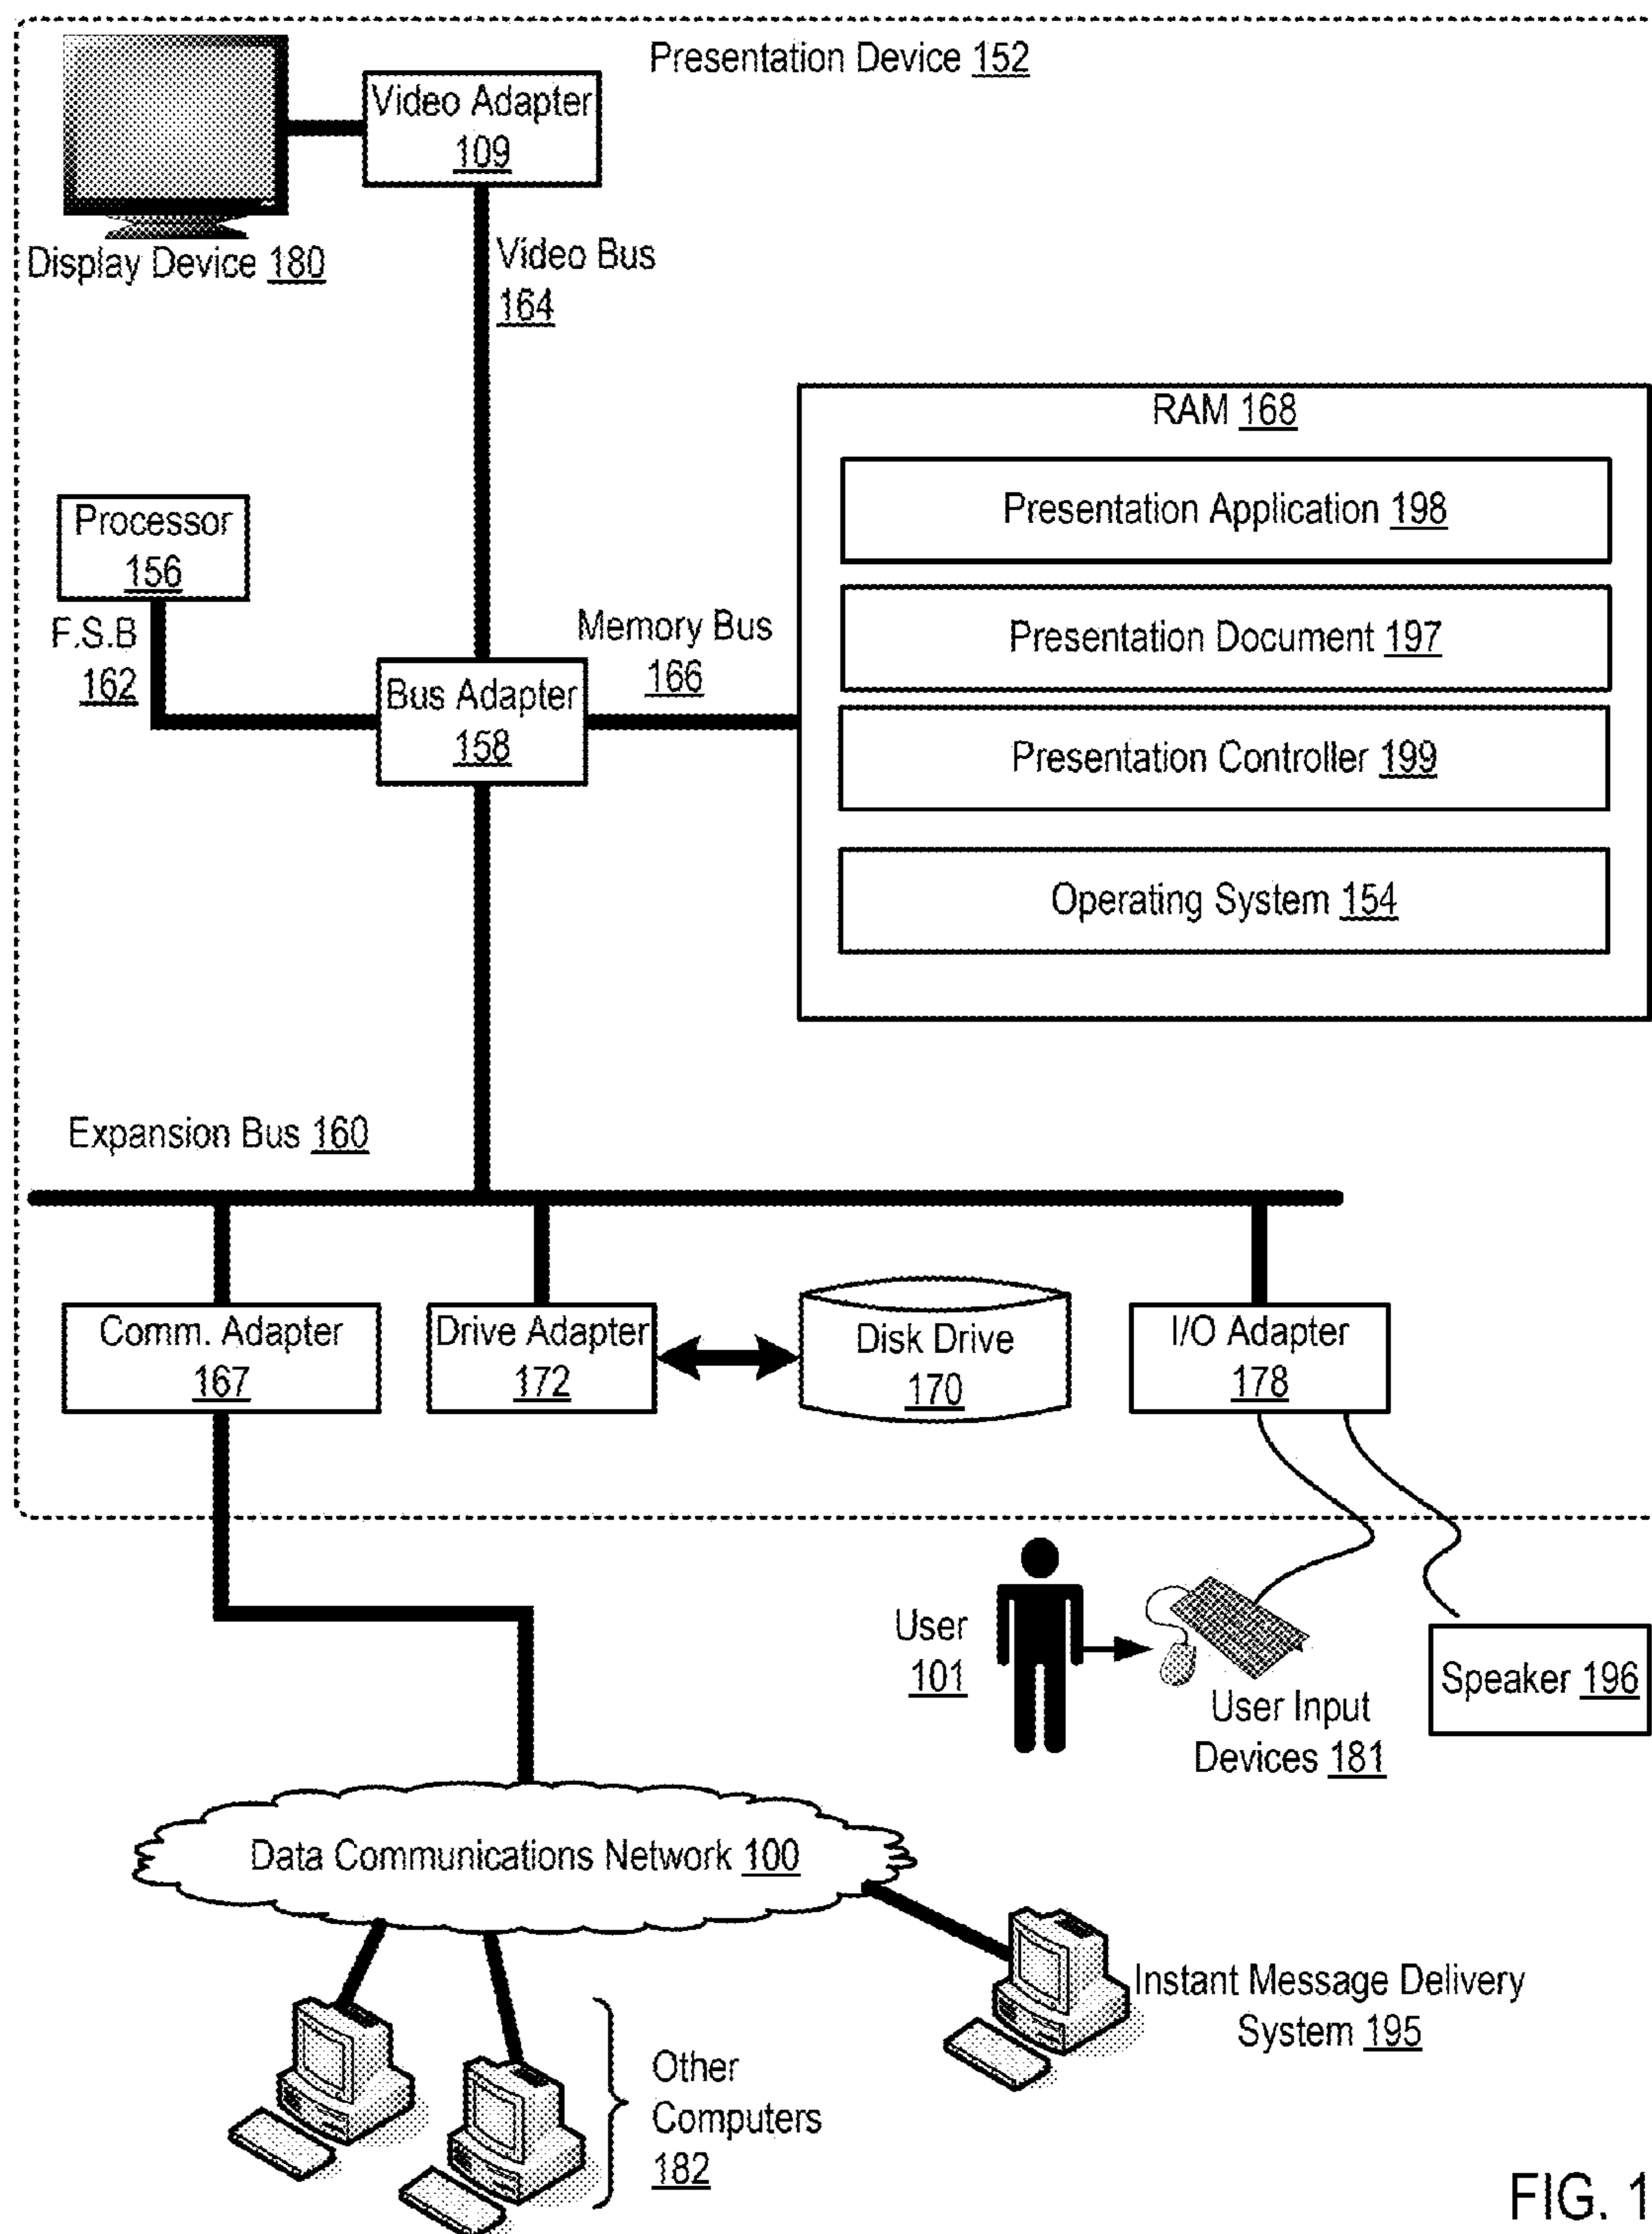 Presentation Device 152
Video Adapter
109
Display Device 180
Video Bus
164
RAM 168
Presentation Application 198
Processor
156
Presentation Document 197
F.S.B
162
Memory Bus
166
Bus Adapter
158
Presentation Controller 199
Operating System 154
Expansion Bus 160
Comm. Adapter
167
Drive Adapter
172
Disk Drive
170
I/O Adapter
178
User
101
User Input
Devices 181
Speaker 196
Data Communications Network 100
Instant Message Delivery
System 195
Other
Computers
182
FIG. 1